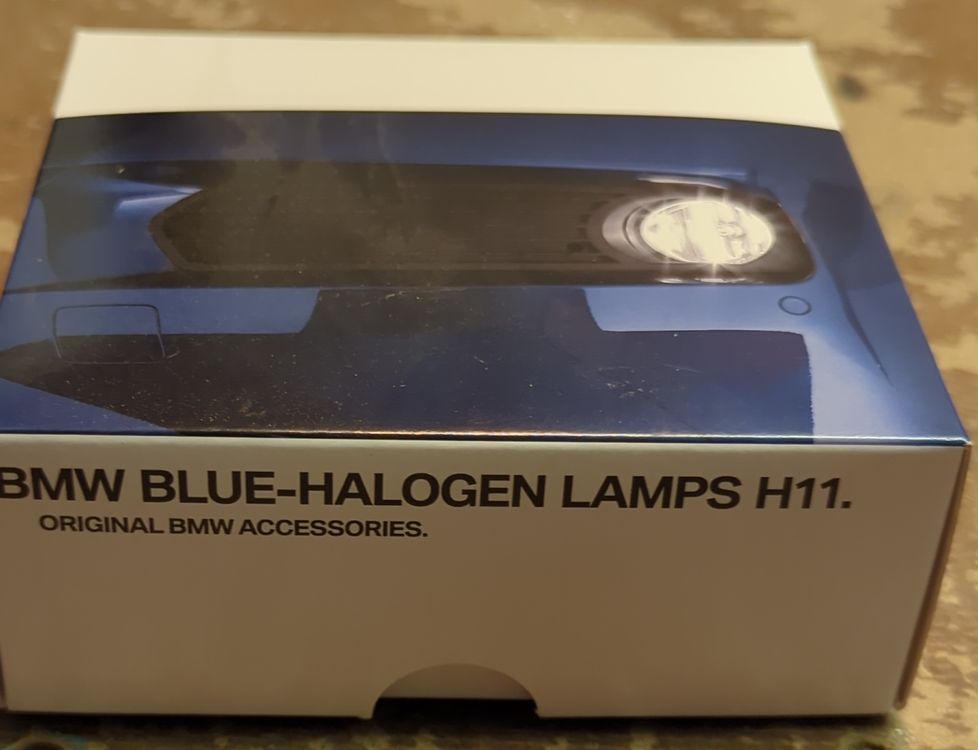 BMW BLUE-HALOGEN LAMPS H11.
ORIGINAL BMW ACCESSORIES.